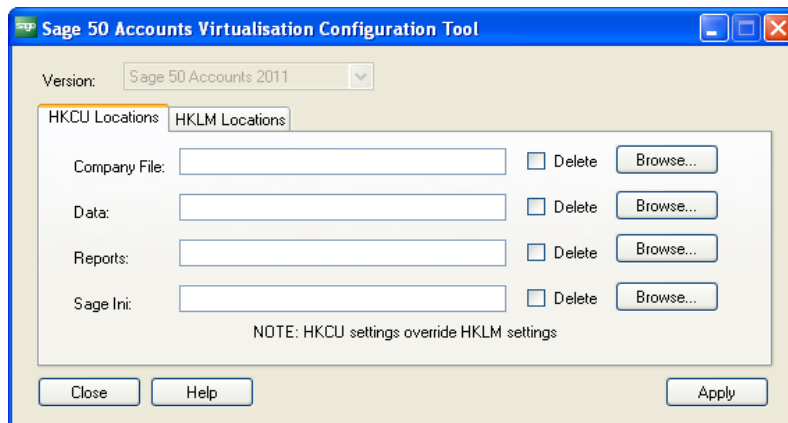 sage Sage 50 Accounts Virtualisation Configuration Tool
Version: Sage 50 Accounts 2011
HKCU Locations HKLM Locations
Company File: Delete Browse...
Data: Delete Browse...
Reports: Delete Browse...
Sage Ini: Delete Browse...
NOTE: HKCU settings override HKLM settings
Close Help Apply